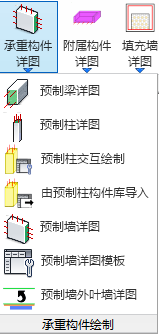 承重构件 附属构件 填充墙
详图 详图 详图
预制梁详图
预制柱详图
预制柱交互绘制
由预制柱构件库导入
预制墙详图
预制墙详图模板
预制墙外叶墙详图
承重构件绘制